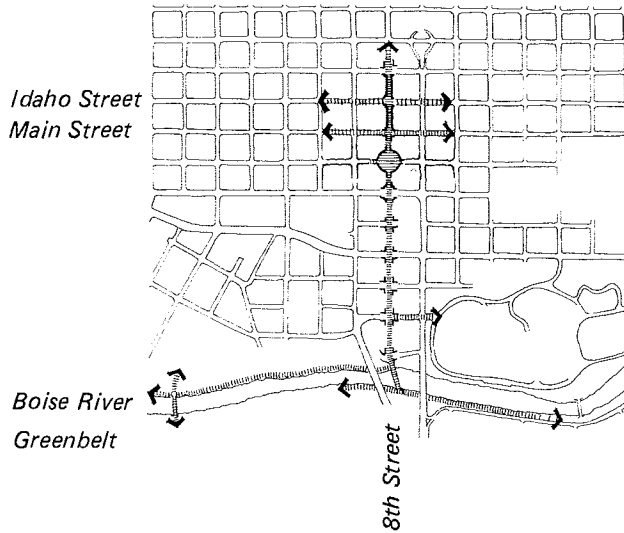 Idaho Street
Main Street
Boise River
Greenbelt
8th Street